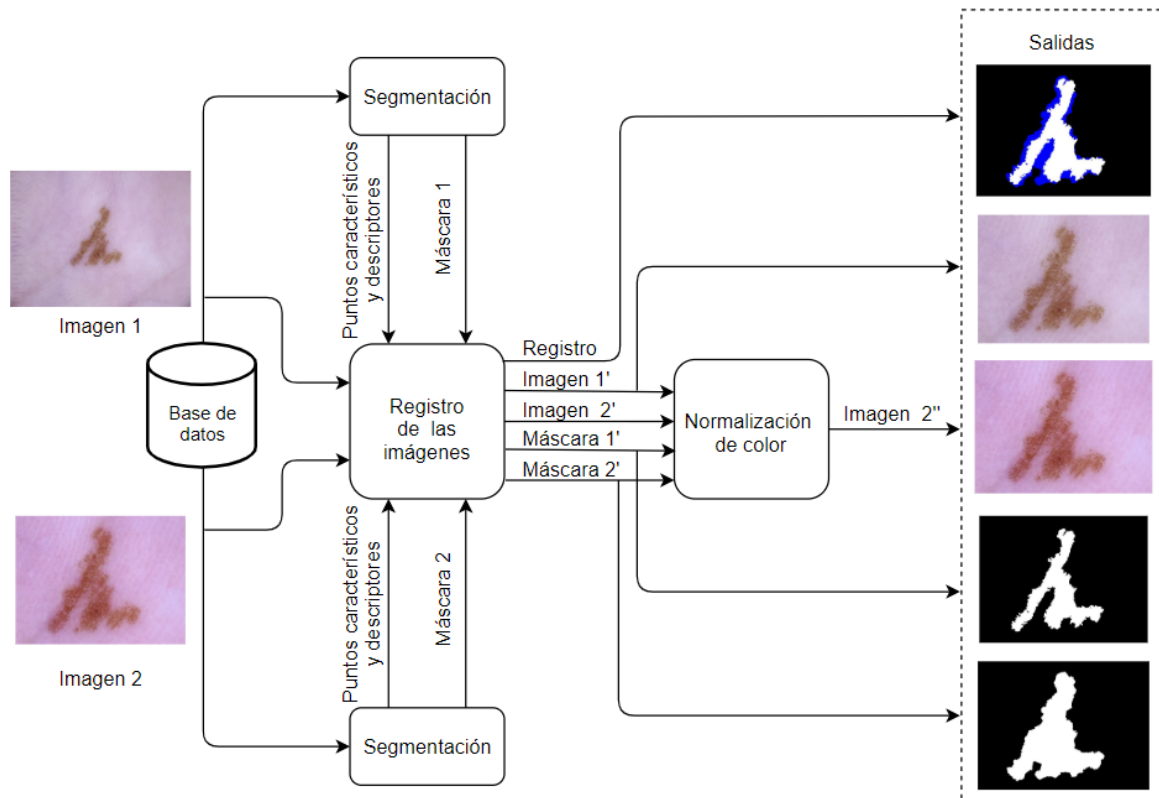 Salidas
Segmentación
Puntos característicos
y descriptores
Máscara 1
Imagen 1
Base de
datos
Registro
de las
imágenes
Registro
Imagen 1'
Imagen 2'
Máscara 1'
Máscara 2'
Normalización
de color
Imagen 2''
Puntos característicos
y descriptores
Máscara 2
Imagen 2
Segmentación